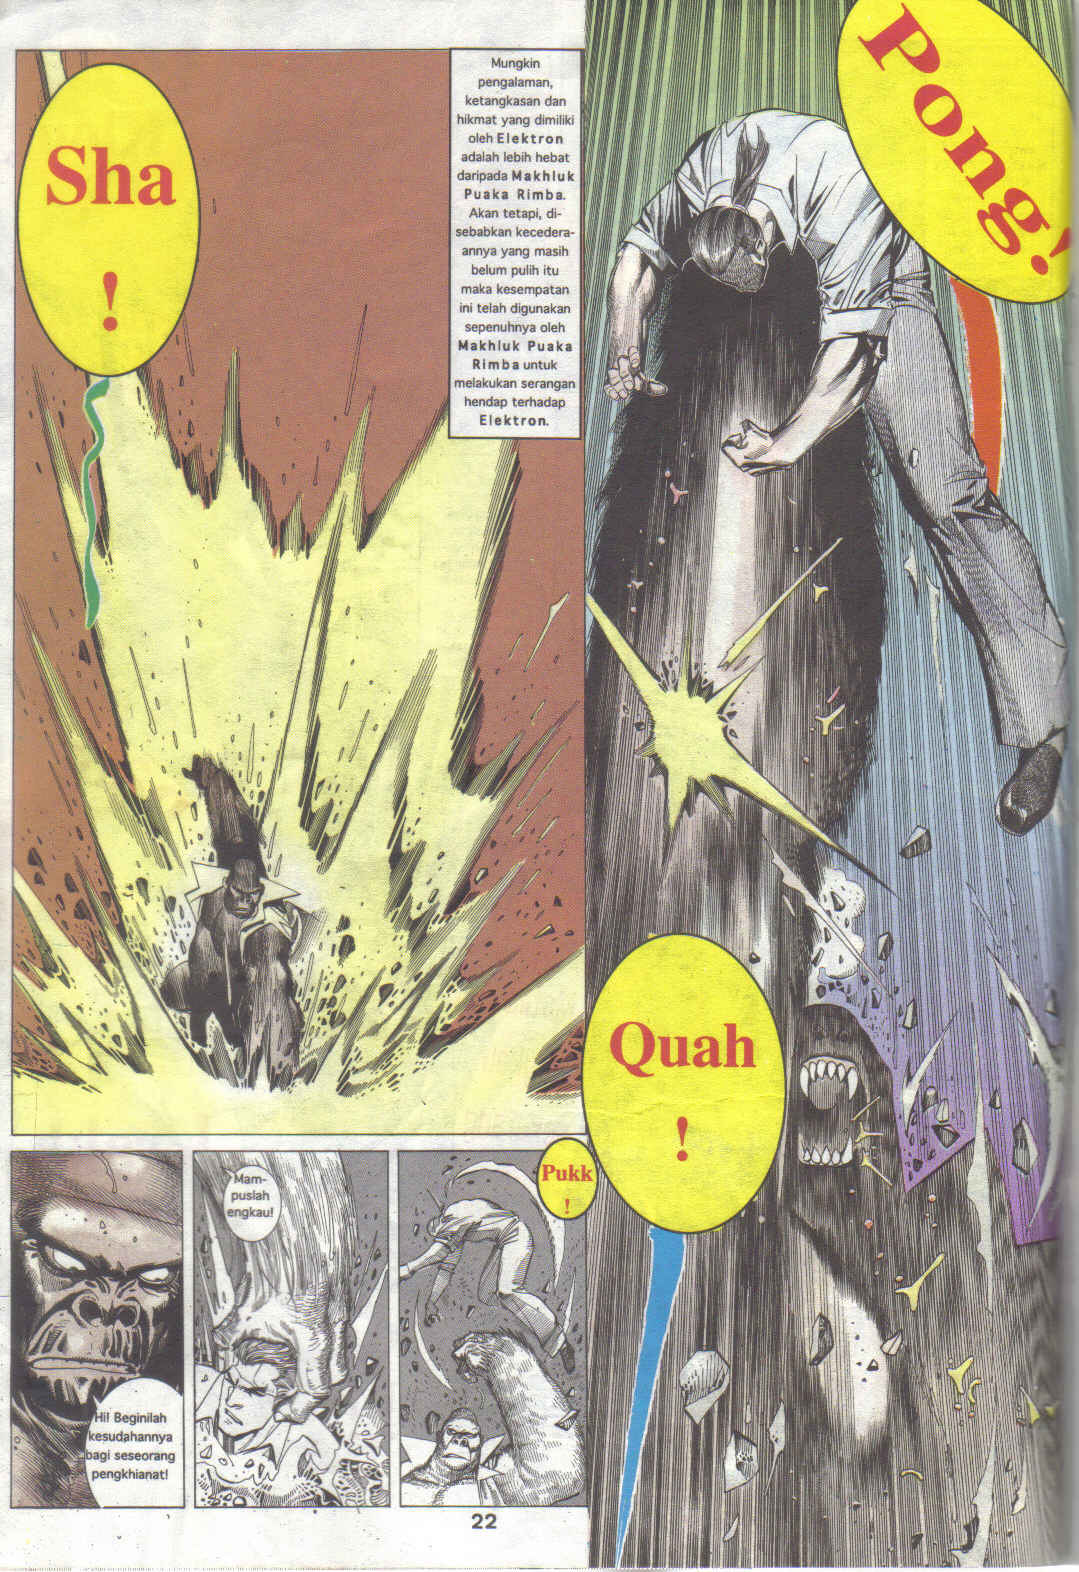 Sha
!
Mungkin
pengalaman,
ketangkasan dan
hikmat yang dimiliki
oleh Elektron
adalah lebih hebat
daripada Makhluk
Puaka Rimba.
Akan tetapi, di-
sebabkan kecedera-
annya yang masih
belum pulih itu
maka kesempatan
ini telah digunakan
sepenuhnya oleh
Makhluk Puaka
Rimba untuk
melakukan serangan
hendap terhadap
Elektron.
Pong!
Quah
!
Hi! Beginilah
kesudahannya
bagi seseorang
pengkhianat!
Mam-
puslah
engkau!
Pukk
!
22